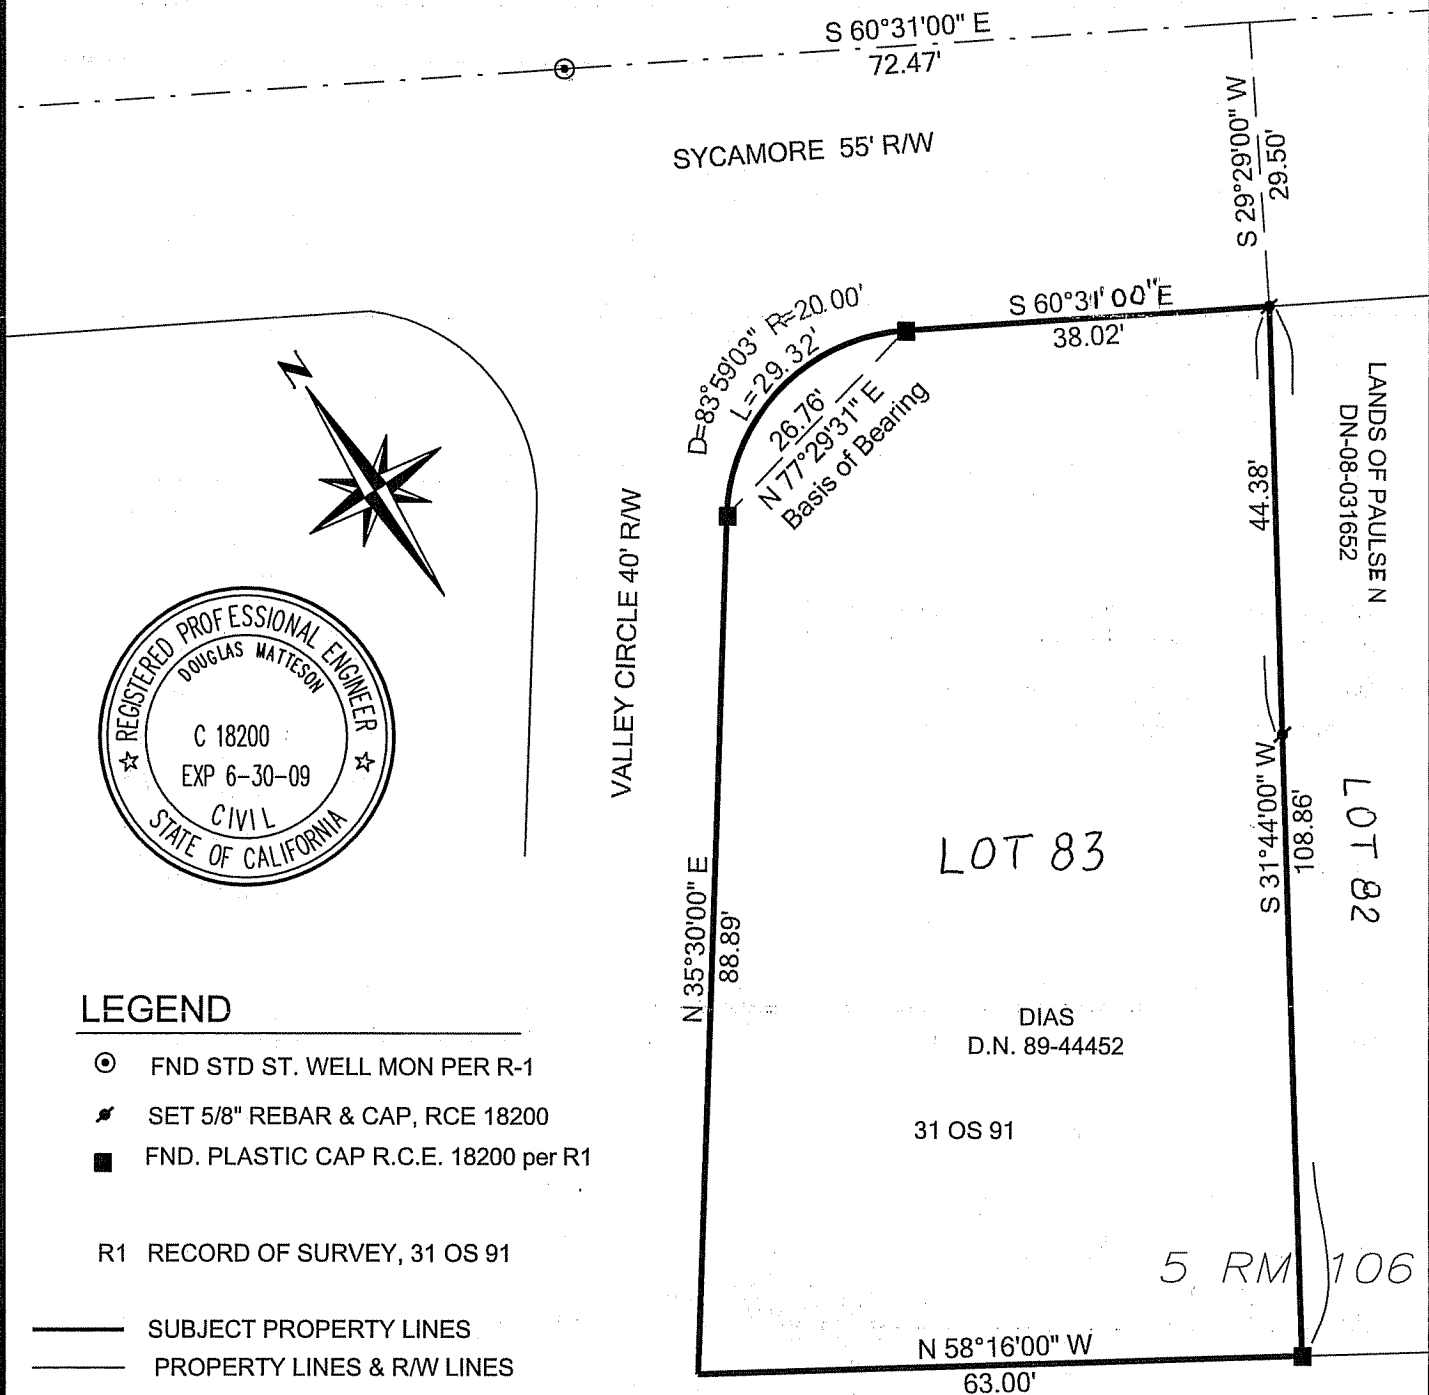 S 60°31'00" E
72.47'
SYCAMORE 55' R/W
S 29°29'00" W
29.50'
D=83°59'03" R=20.00'
L=29.32'
S 60°31'00" E
38.02'
26.76'
N 77°29'31" E
Basis of Bearing
N
LANDS OF PAULSEN
DN-08-031652
44.38'
VALLEY CIRCLE 40' R/W
REGISTERED PROFESSIONAL ENGINEER
DOUGLAS MATTESON
C 18200
EXP 6-30-09
CIVIL
STATE OF CALIFORNIA
S 31°44'00" W
108.86'
LOT 83
LOT 82
N 35°30'00" E
88.89'
DIAS
D.N. 89-44452
31 OS 91
LEGEND
FND STD ST. WELL MON PER R-1
SET 5/8" REBAR & CAP, RCE 18200
FND. PLASTIC CAP R.C.E. 18200 per R1
R1 RECORD OF SURVEY, 31 OS 91
5 RM 106
SUBJECT PROPERTY LINES
PROPERTY LINES & R/W LINES
N 58°16'00" W
63.00'